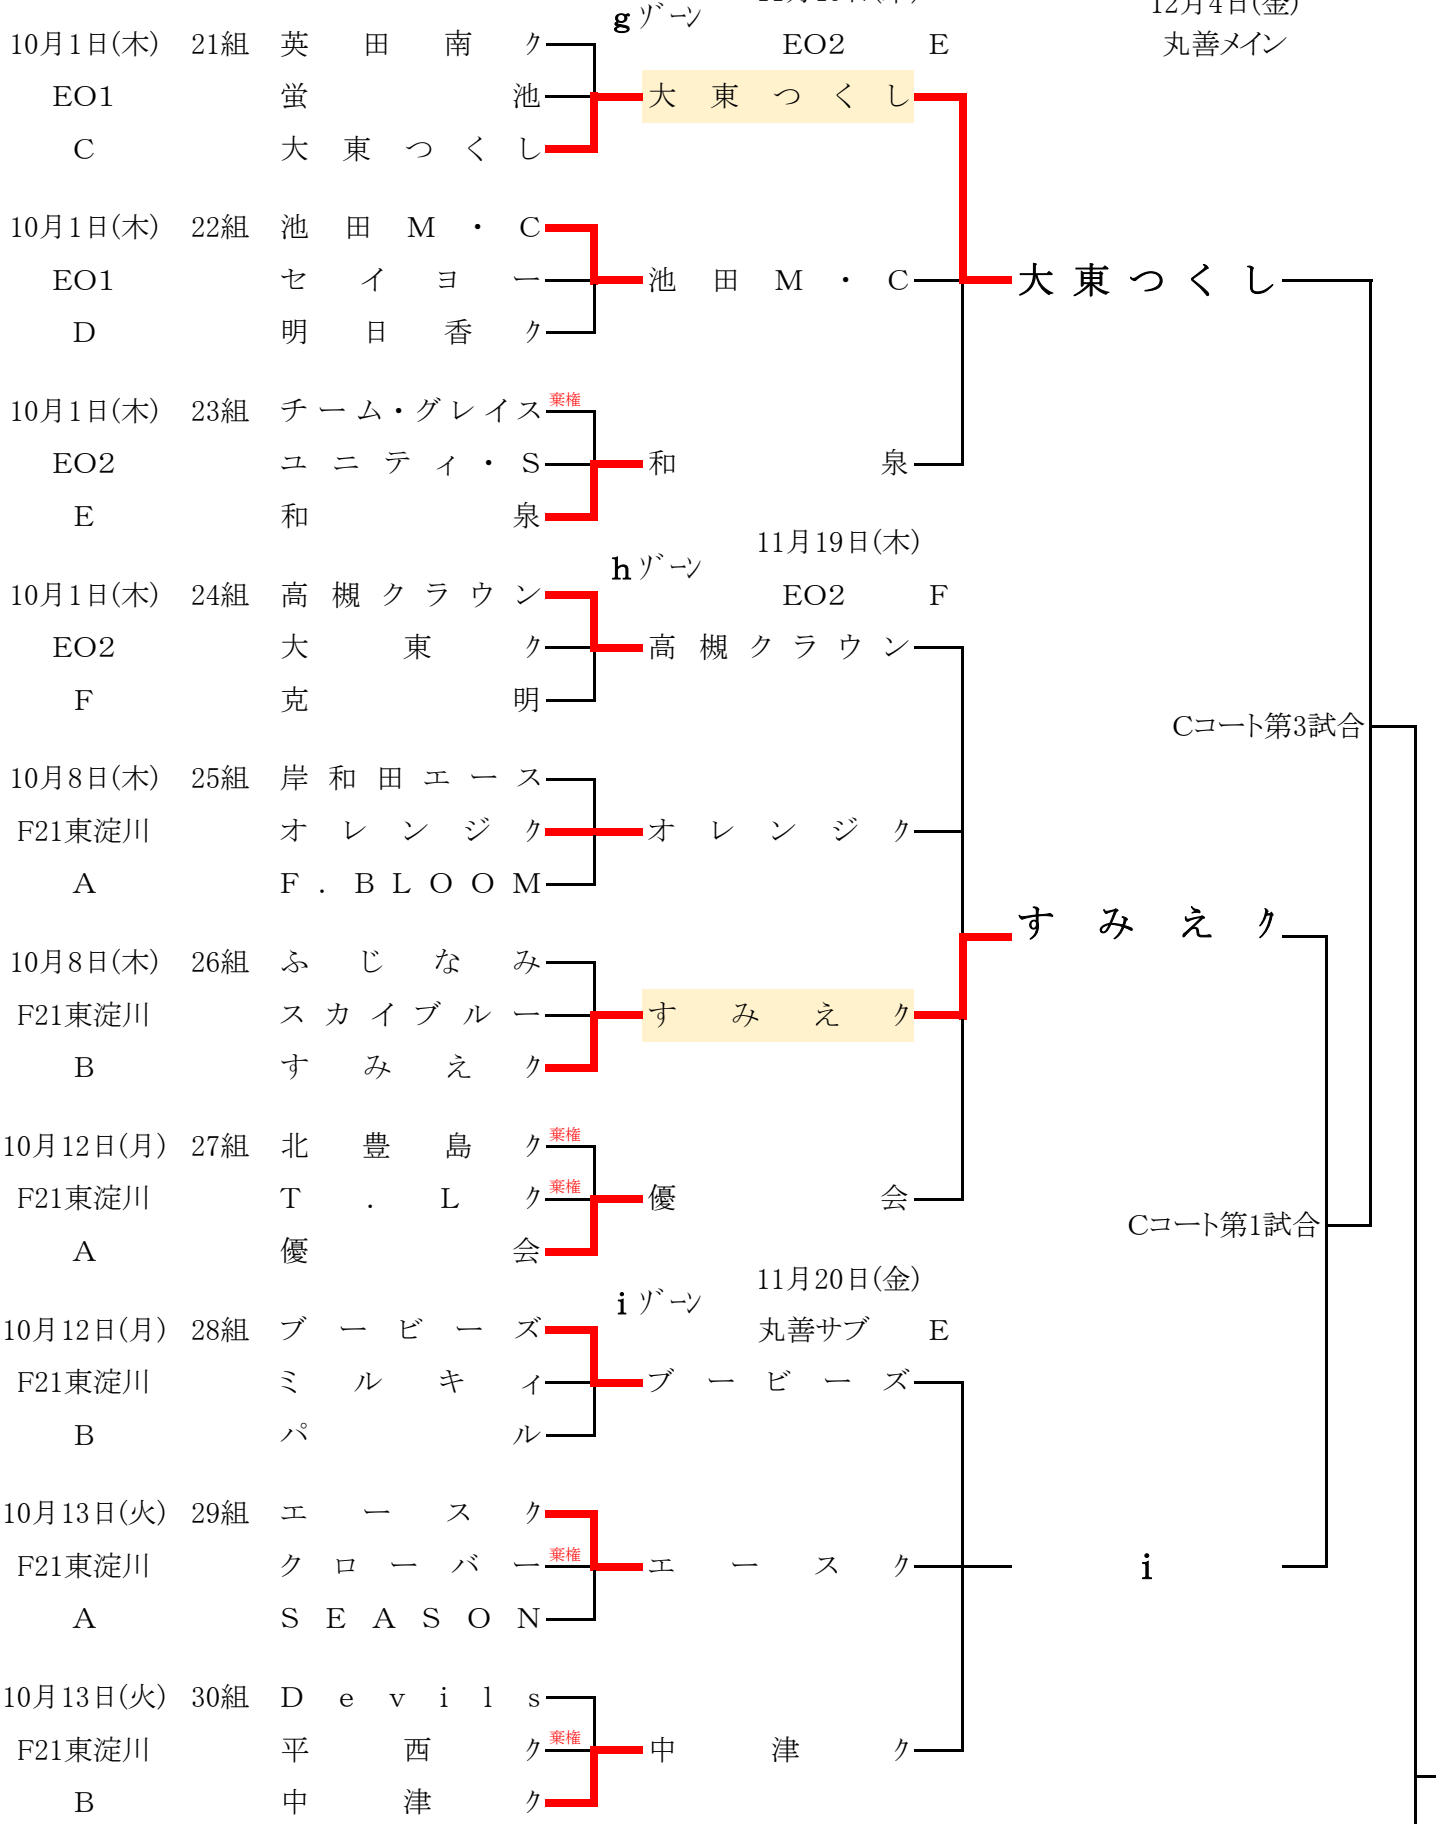 gゾーン
EO2 E
12月4日(金)
丸善メイン
10月1日(木) 21組 英田南ク
EO1 蛍池
C 大東つくし
大東つくし
10月1日(木) 22組 池田M・C
EO1 セイヨー
D 明日香ク
池田M・C
大東つくし
10月1日(木) 23組 チーム・グレイス 棄権
EO2 ユニティ・S
E 和泉
和泉
hゾーン
11月19日(木)
EO2 F
10月1日(木) 24組 高槻クラウン
EO2 大東ク
F 克明
高槻クラウン
Cコート第3試合
10月8日(木) 25組 岸和田エース
F21東淀川 オレンジク
A F.BLOOM
オレンジク
すみえク
10月8日(木) 26組 ふじなみ
F21東淀川 スカイブルー
B すみえク
すみえク
10月12日(月) 27組 北豊島ク 棄権
F21東淀川 T.Lク 棄権
A 優会
優会
Cコート第1試合
iゾーン
11月20日(金)
丸善サブ E
10月12日(月) 28組 ブービーズ
F21東淀川 ミルキィ
B パル
ブービーズ
10月13日(火) 29組 エースク
F21東淀川 クローバー 棄権
A SEASON
エースク
i
10月13日(火) 30組 Devils
F21東淀川 平西ク 棄権
B 中津ク
中津ク